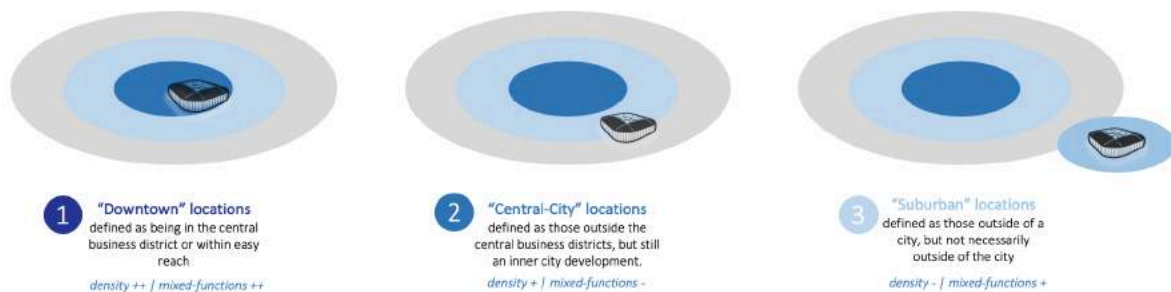 1
"Downtown" locations
defined as being in the central
business district or within easy
reach
density ++ / mixed-functions ++
2
"Central-City" locations
defined as those outside the
central business districts, but still
an inner city development.
density + / mixed-functions -
3
"Suburban" locations
defined as those outside of a
city, but not necessarily
outside of the city
density - / mixed-functions +